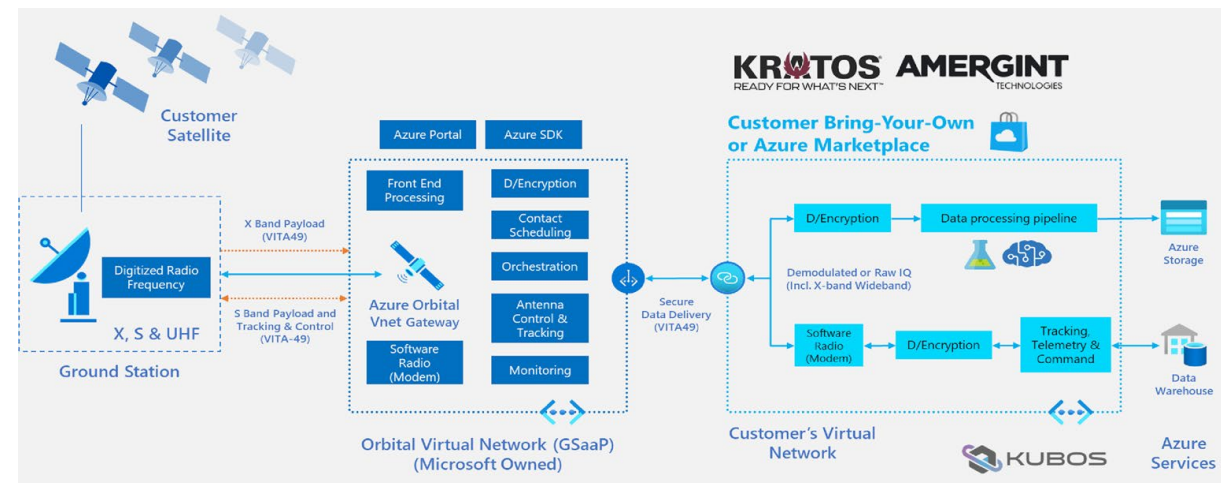 Customer
Satellite
X Band Payload
(VITA49)
Digitized Radio
Frequency
S Band Payload and
Tracking & Control
(VITA-49)
X, S & UHF
Ground Station
Azure Portal
Azure SDK
Front End
Processing
Azure Orbital
Vnet Gateway
Software
Radio
(Modem)
D/Encryption
Contact
Scheduling
Orchestration
Antenna
Control &
Tracking
Monitoring
Orbital Virtual Network (GSaaP)
(Microsoft Owned)
Secure
Data Delivery
(VITA49)
KRATOS
READY FOR WHAT'S NEXT™
AMERGINT
TECHNOLOGIES
Customer Bring-Your-Own
or Azure Marketplace
D/Encryption
Data processing pipeline
Demodulated or Raw IQ
(Incl. X-band Wideband)
Software
Radio
(Modem)
D/Encryption
Tracking,
Telemetry &
Command
Customer's Virtual
Network
KUBOS
Azure
Storage
Data
Warehouse
Azure
Services